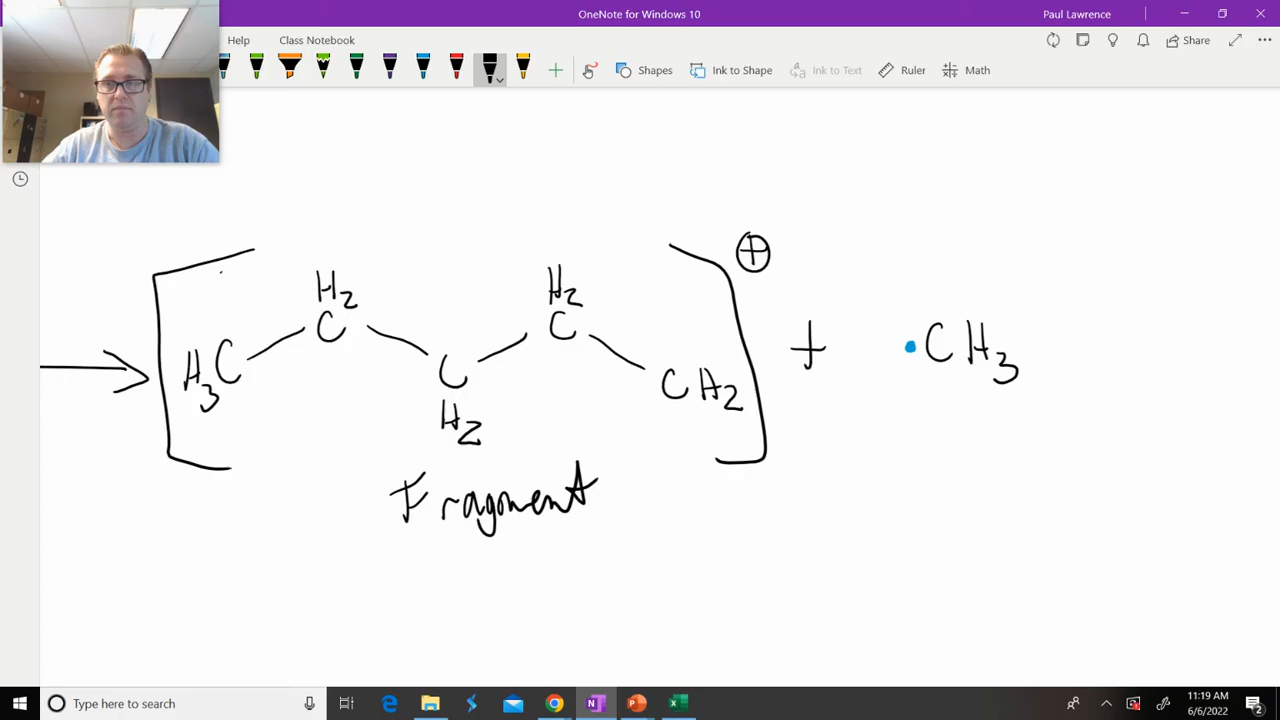 OneNote for Windows 10
Paul Lawrence
Help
Class Notebook
Shapes
Ink to Shape
Ink to Text
Ruler
Math
Share
H2
H2
H3C
C
C
C
CH2
H2
+
+
•CH3
Fragment
Type here to search
11:19 AM
6/6/2022
2